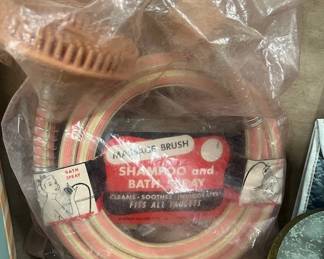 MASSAGE BRUSH
SHAMPOO and
BATH SPRAY
CLEANS - SOOTHES -
FITS ALL FAUCETS
BATH
SPRAY